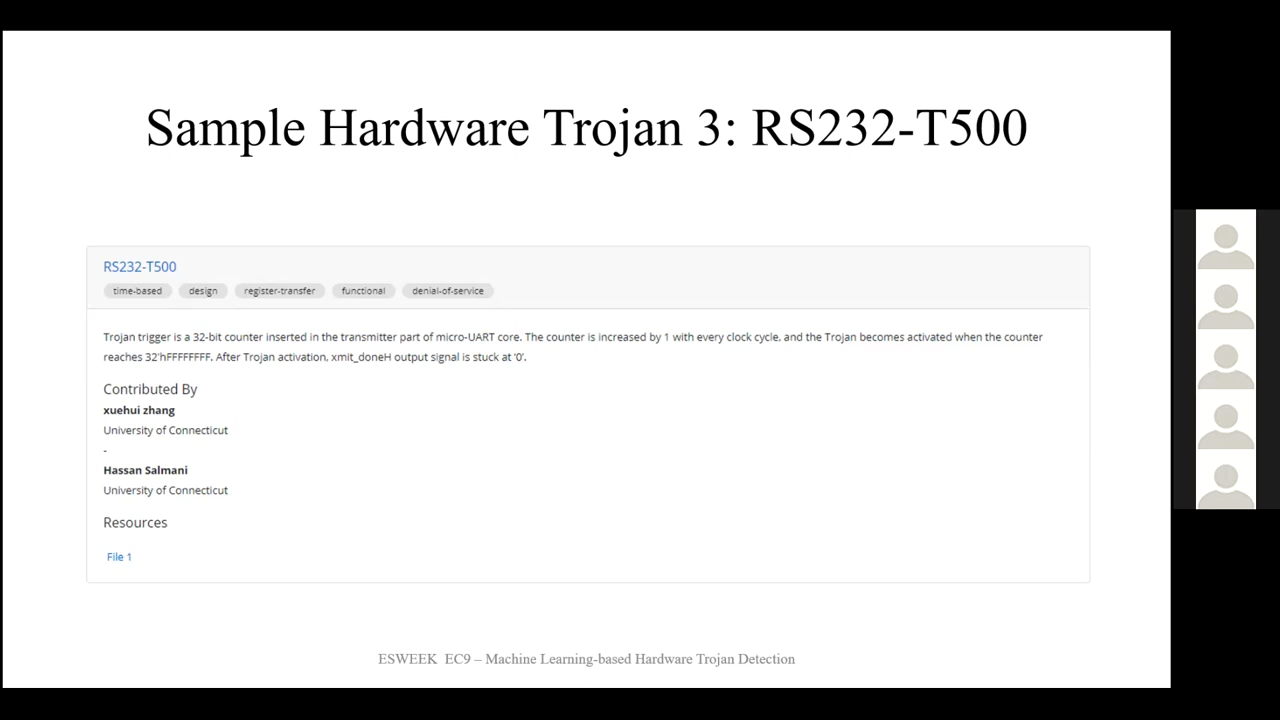 Sample Hardware Trojan 3: RS232-T500
RS232-T500
time-based design register-transfer functional denial-of-service
Trojan trigger is a 32-bit counter inserted in the transmitter part of micro-UART core. The counter is increased by 1 with every clock cycle, and the Trojan becomes activated when the counter
reaches 32'hFFFFFFFF. After Trojan activation, xmit_doneH output signal is stuck at '0'.
Contributed By
xuehui zhang
University of Connecticut
-
Hassan Salmani
University of Connecticut
Resources
File 1
ESWEEK EC9 – Machine Learning-based Hardware Trojan Detection